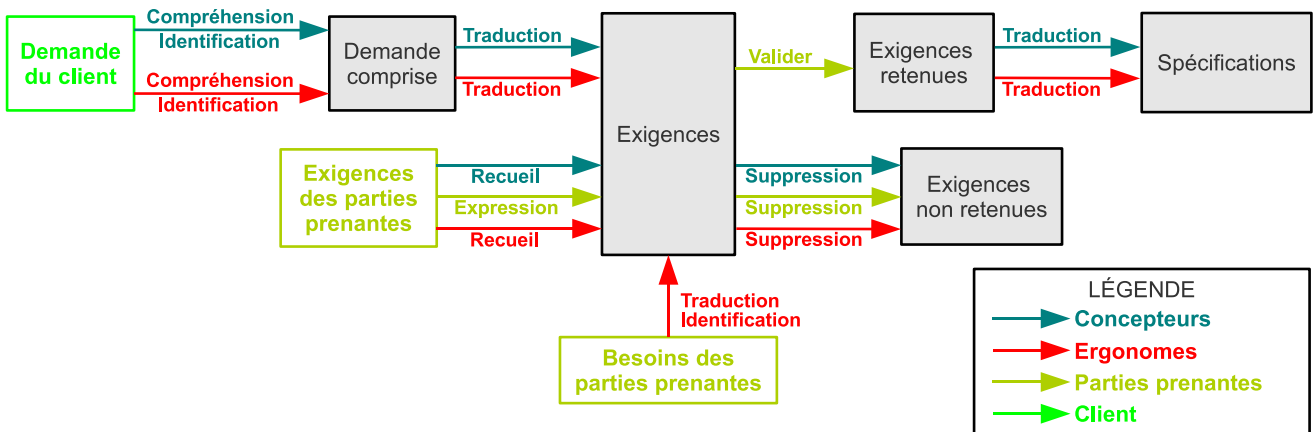 Compréhension
Identification
Demande
du client
Compréhension
Identification
Demande
comprise
Traduction
Traduction
Exigences
Valider
Exigences
retenues
Traduction
Traduction
Spécifications
Exigences
des parties
prenantes
Recueil
Expression
Recueil
Suppression
Suppression
Suppression
Exigences
non retenues
Traduction
Identification
Besoins des
parties prenantes
LÉGENDE
Concepteurs
Ergonomes
Parties prenantes
Client